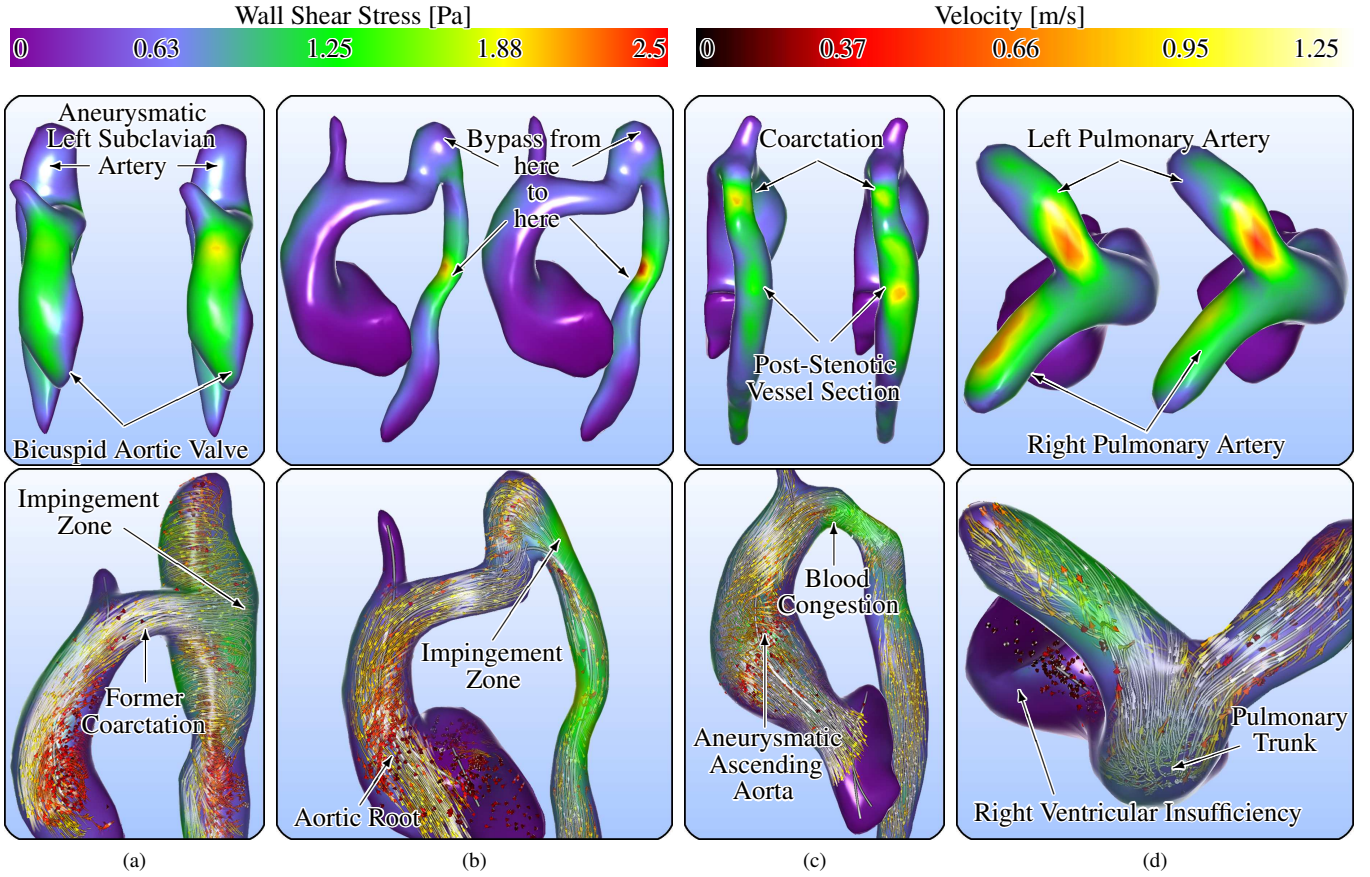 Wall Shear Stress [Pa]
0 0.63 1.25 1.88 2.5
Velocity [m/s]
0 0.37 0.66 0.95 1.25
Aneurysmatic
Left Subclavian
Artery
Bicuspid Aortic Valve
Bypass from
here
to
here
Coarctation
Post-Stenotic
Vessel Section
Left Pulmonary Artery
Right Pulmonary Artery
Impingement
Zone
Former
Coarctation
Impingement
Zone
Aortic Root
Blood
Congestion
Aneurysmatic
Ascending
Aorta
Pulmonary
Trunk
Right Ventricular Insufficiency
(a)
(b)
(c)
(d)